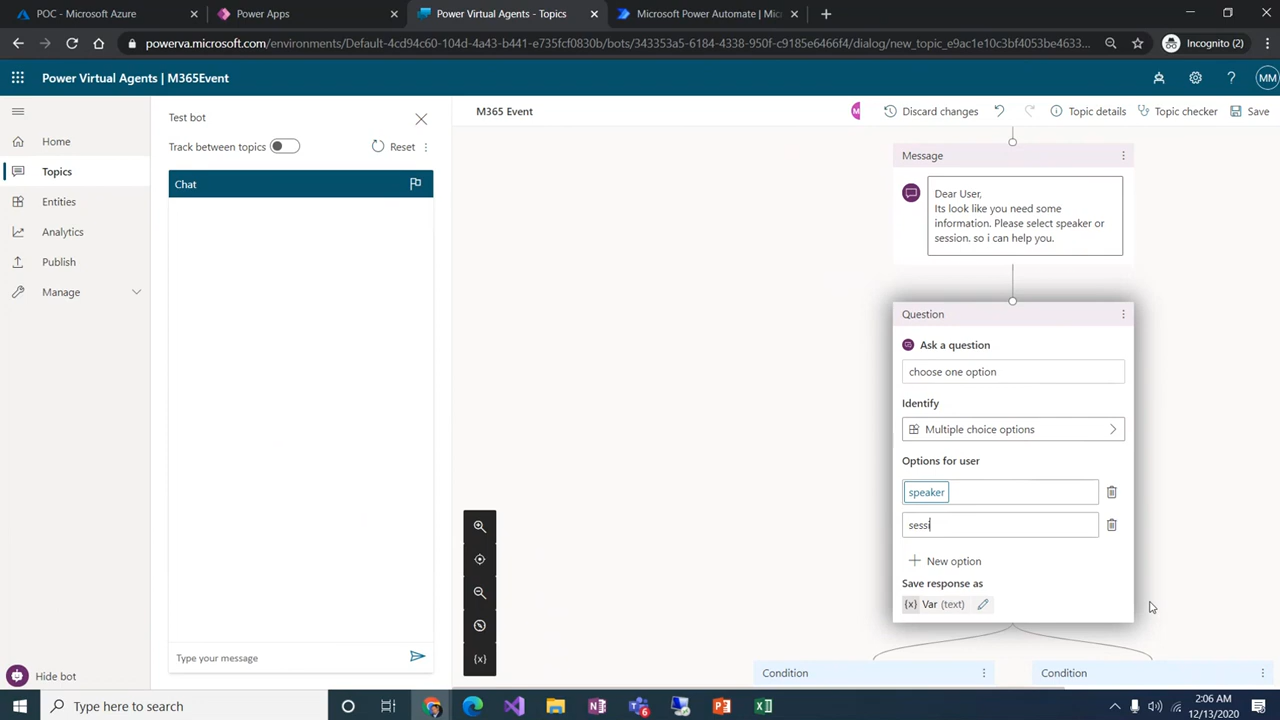 POC - Microsoft Azure
Power Apps
Power Virtual Agents - Topics
Microsoft Power Automate | Mic
powerva.microsoft.com/environments/Default-4cd94c60-104d-4a43-b441-e735fcf0830b/bots/343353a5-6184-4338-950f-c9185e6466f4/dialog/new_topic_e9ac1e10c3bf4053be4633...
Incognito (2)
Power Virtual Agents | M365Event
MM
Home
Topics
Entities
Analytics
Publish
Manage
Hide bot
Test bot
Track between topics
Reset
Chat
Type your message
M365 Event
M
Discard changes
Topic details
Topic checker
Save
Message
Dear User,
Its look like you need some
information. Please select speaker or
session. so i can help you.
Question
Ask a question
choose one option
Identify
Multiple choice options
Options for user
speaker
sessi
New option
Save response as
{x} Var (text)
{x}
Condition
Condition
Type here to search
2:06 AM
12/13/2020